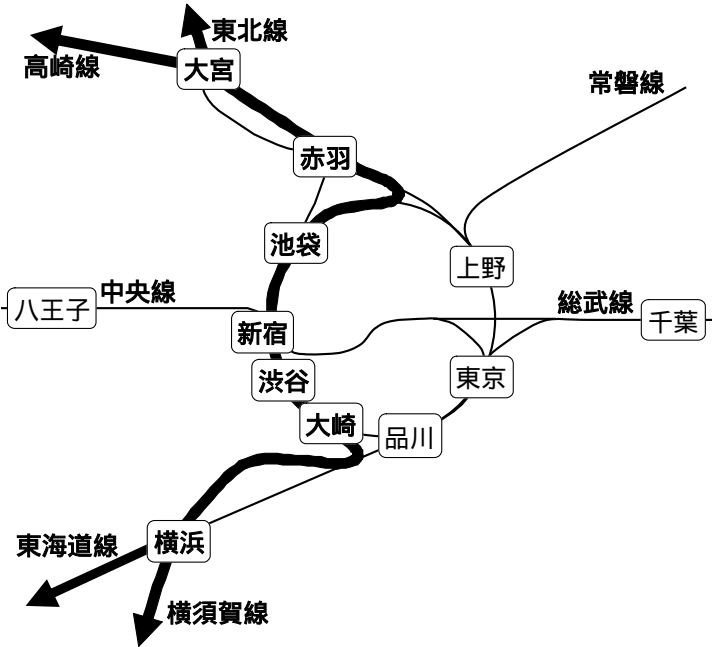 東北線
高崎線
大宮
常磐線
赤羽
池袋
上野
中央線
八王子
総武線
千葉
新宿
渋谷
東京
大崎
品川
東海道線
横浜
横須賀線